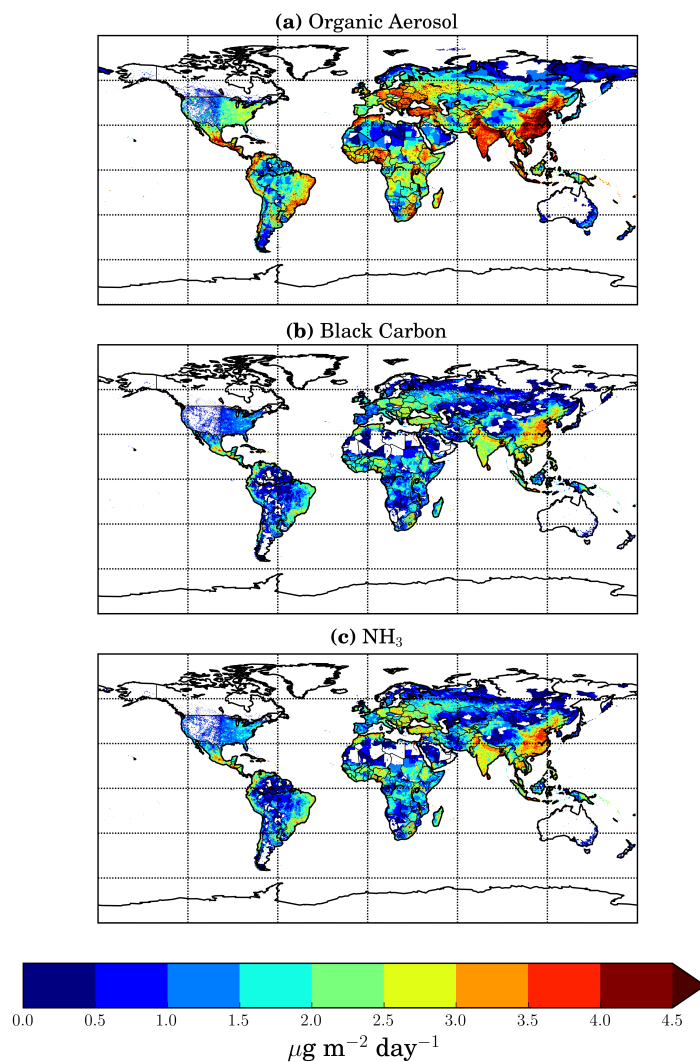 (a) Organic Aerosol
(b) Black Carbon
(c) NH₃
0.0 0.5 1.0 1.5 2.0 2.5 3.0 3.5 4.0 4.5
μg m⁻² day⁻¹